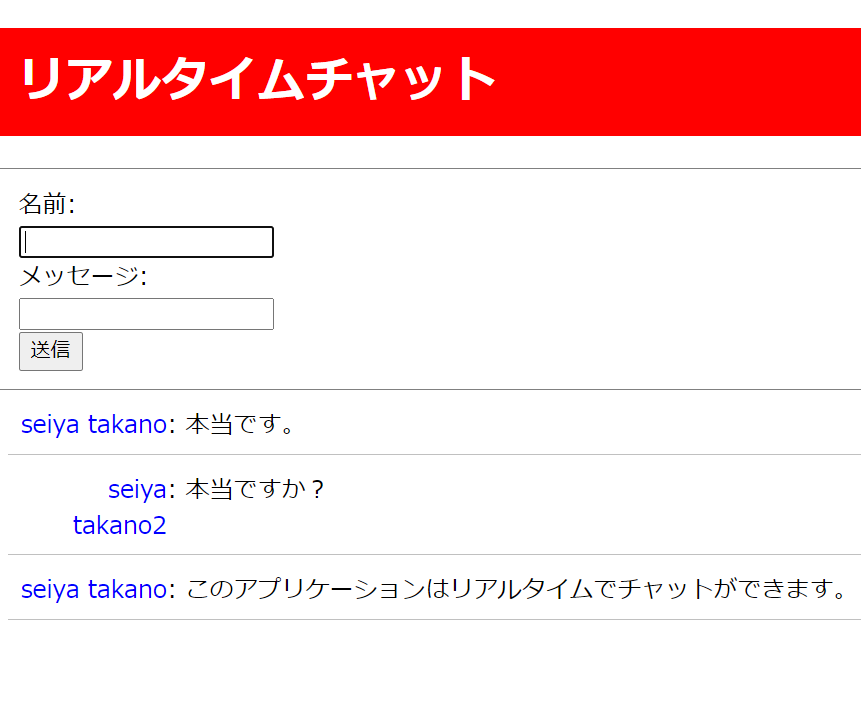 リアルタイムチャット
名前:
メッセージ:
送信
seiya takano: 本当です。
seiya: 本当ですか？
takano2
seiya takano: このアプリケーションはリアルタイムでチャットができます。